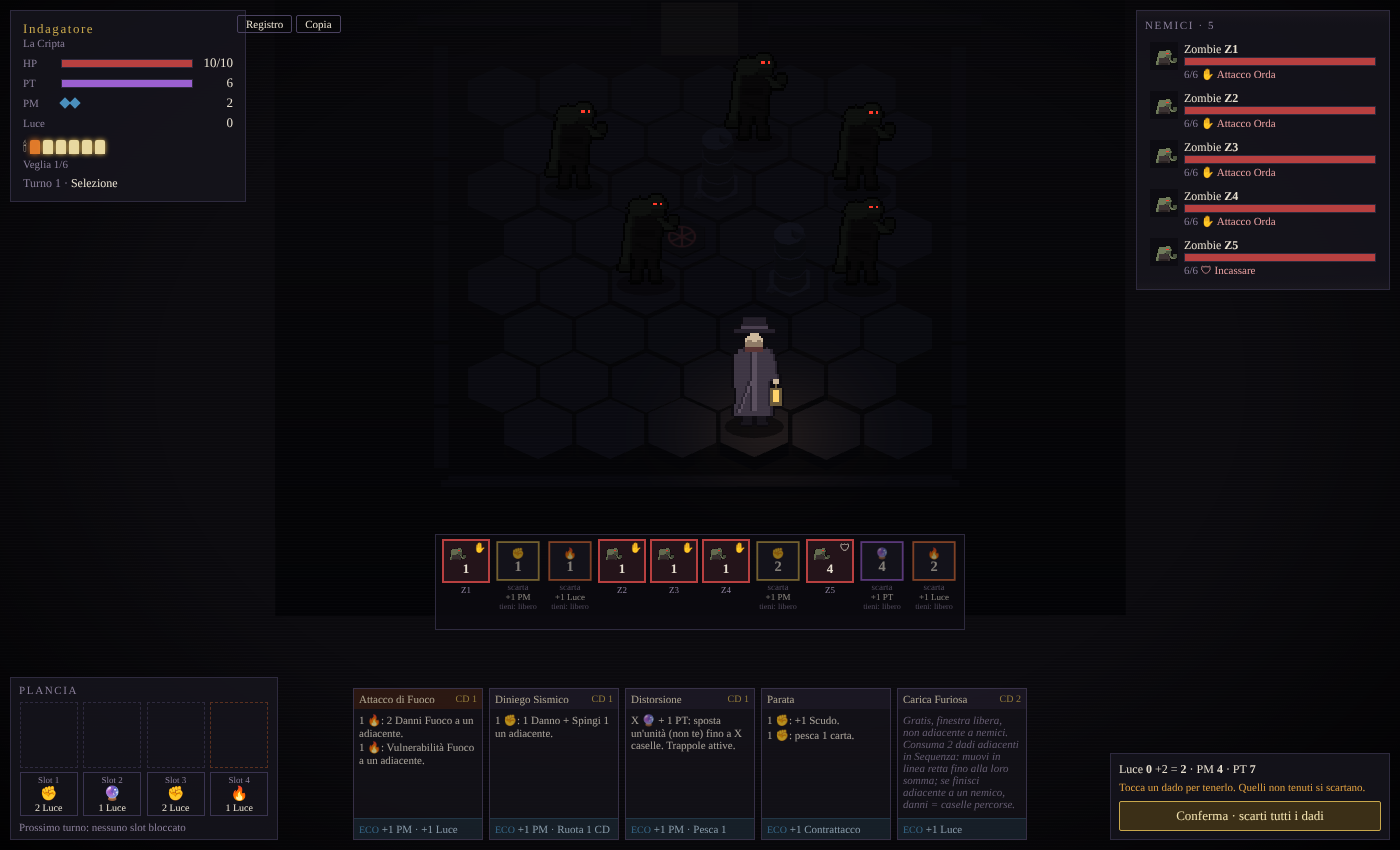 Indagatore
La Cripta
HP 10/10
PT 6
PM 2
Luce 0
Veglia 1/6
Turno 1 · Selezione
Registro
Copia
NEMICI · 5
Zombie Z1
6/6 ✋ Attacco Orda
Zombie Z2
6/6 ✋ Attacco Orda
Zombie Z3
6/6 ✋ Attacco Orda
Zombie Z4
6/6 ✋ Attacco Orda
Zombie Z5
6/6 🛡 Incassare
1 1 1 1 1 1 2 4 4 2
Z1
scarta
+1 PM
tieni: libero
scarta
+1 Luce
tieni: libero
Z2
Z3
Z4
scarta
+1 PM
tieni: libero
Z5
scarta
+1 PT
tieni: libero
scarta
+1 Luce
tieni: libero
PLANCIA
Slot 1
2 Luce
Slot 2
1 Luce
Slot 3
2 Luce
Slot 4
1 Luce
Prossimo turno: nessuno slot bloccato
Attacco di Fuoco CD 1
1 🔥: 2 Danni Fuoco a un
adiacente.
1 🔥: Vulnerabilità Fuoco
a un adiacente.
ECO +1 PM · +1 Luce
Diniego Sismico CD 1
1 ✊: 1 Danno + Spingi 1
un adiacente.
ECO +1 PM · Ruota 1 CD
Distorsione CD 1
X 🔮 + 1 PT: sposta
un'unità (non te) fino a X
caselle. Trappole attive.
ECO +1 PM · Pesca 1
Parata
1 ✊: +1 Scudo.
1 ✊: pesca 1 carta.
ECO +1 Contrattacco
Carica Furiosa CD 2
Gratis, finestra libera,
non adiacente a nemici.
Consuma 2 dadi adiacenti
in Sequenza: muovi in
linea retta fino alla loro
somma; se finisci
adiacente a un nemico,
danni = caselle percorse.
ECO +1 Luce
Luce 0 +2 = 2 · PM 4 · PT 7
Tocca un dado per tenerlo. Quelli non tenuti si scartano.
Conferma · scarti tutti i dadi